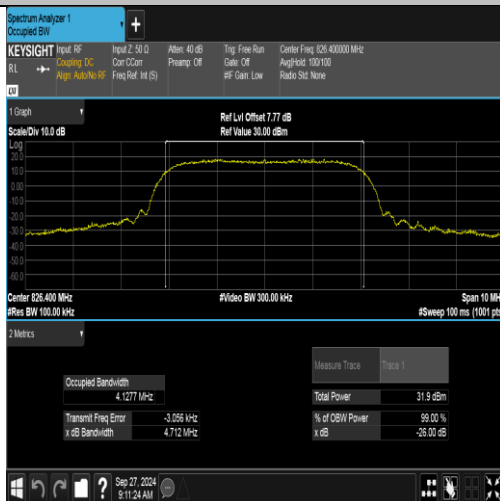 Spectrum Analyzer 1
Occupied BW
KEYSIGHT
RL
Input: RF
Coupling: DC
Align: Auto/No RF
Input Z: 50 Ω
Corr CCorr
Freq Ref: Int (S)
Atten: 40 dB
Preamp: Off
Trig: Free Run
Gate: Off
#IF Gain: Low
Center Freq: 826.400000 MHz
Avg|Hold: 100/100
Radio Std: None
1 Graph
Scale/Div 10.0 dB
Ref Lvl Offset 7.77 dB
Ref Value 30.00 dBm
Log
20.0
10.0
0.00
-10.0
-20.0
-30.0
-40.0
-50.0
-60.0
Center 826.400 MHz
#Video BW 300.00 kHz
Span 10 MH
#Res BW 100.00 kHz
#Sweep 100 ms (1001 pts
2 Metrics
Measure Trace
Trace 1
Occupied Bandwidth
4.1277 MHz
Total Power
31.9 dBm
Transmit Freq Error
-3.056 kHz
% of OBW Power
99.00 %
x dB Bandwidth
4.712 MHz
x dB
-26.00 dB
?
Sep 27, 2024
9:11:24 AM